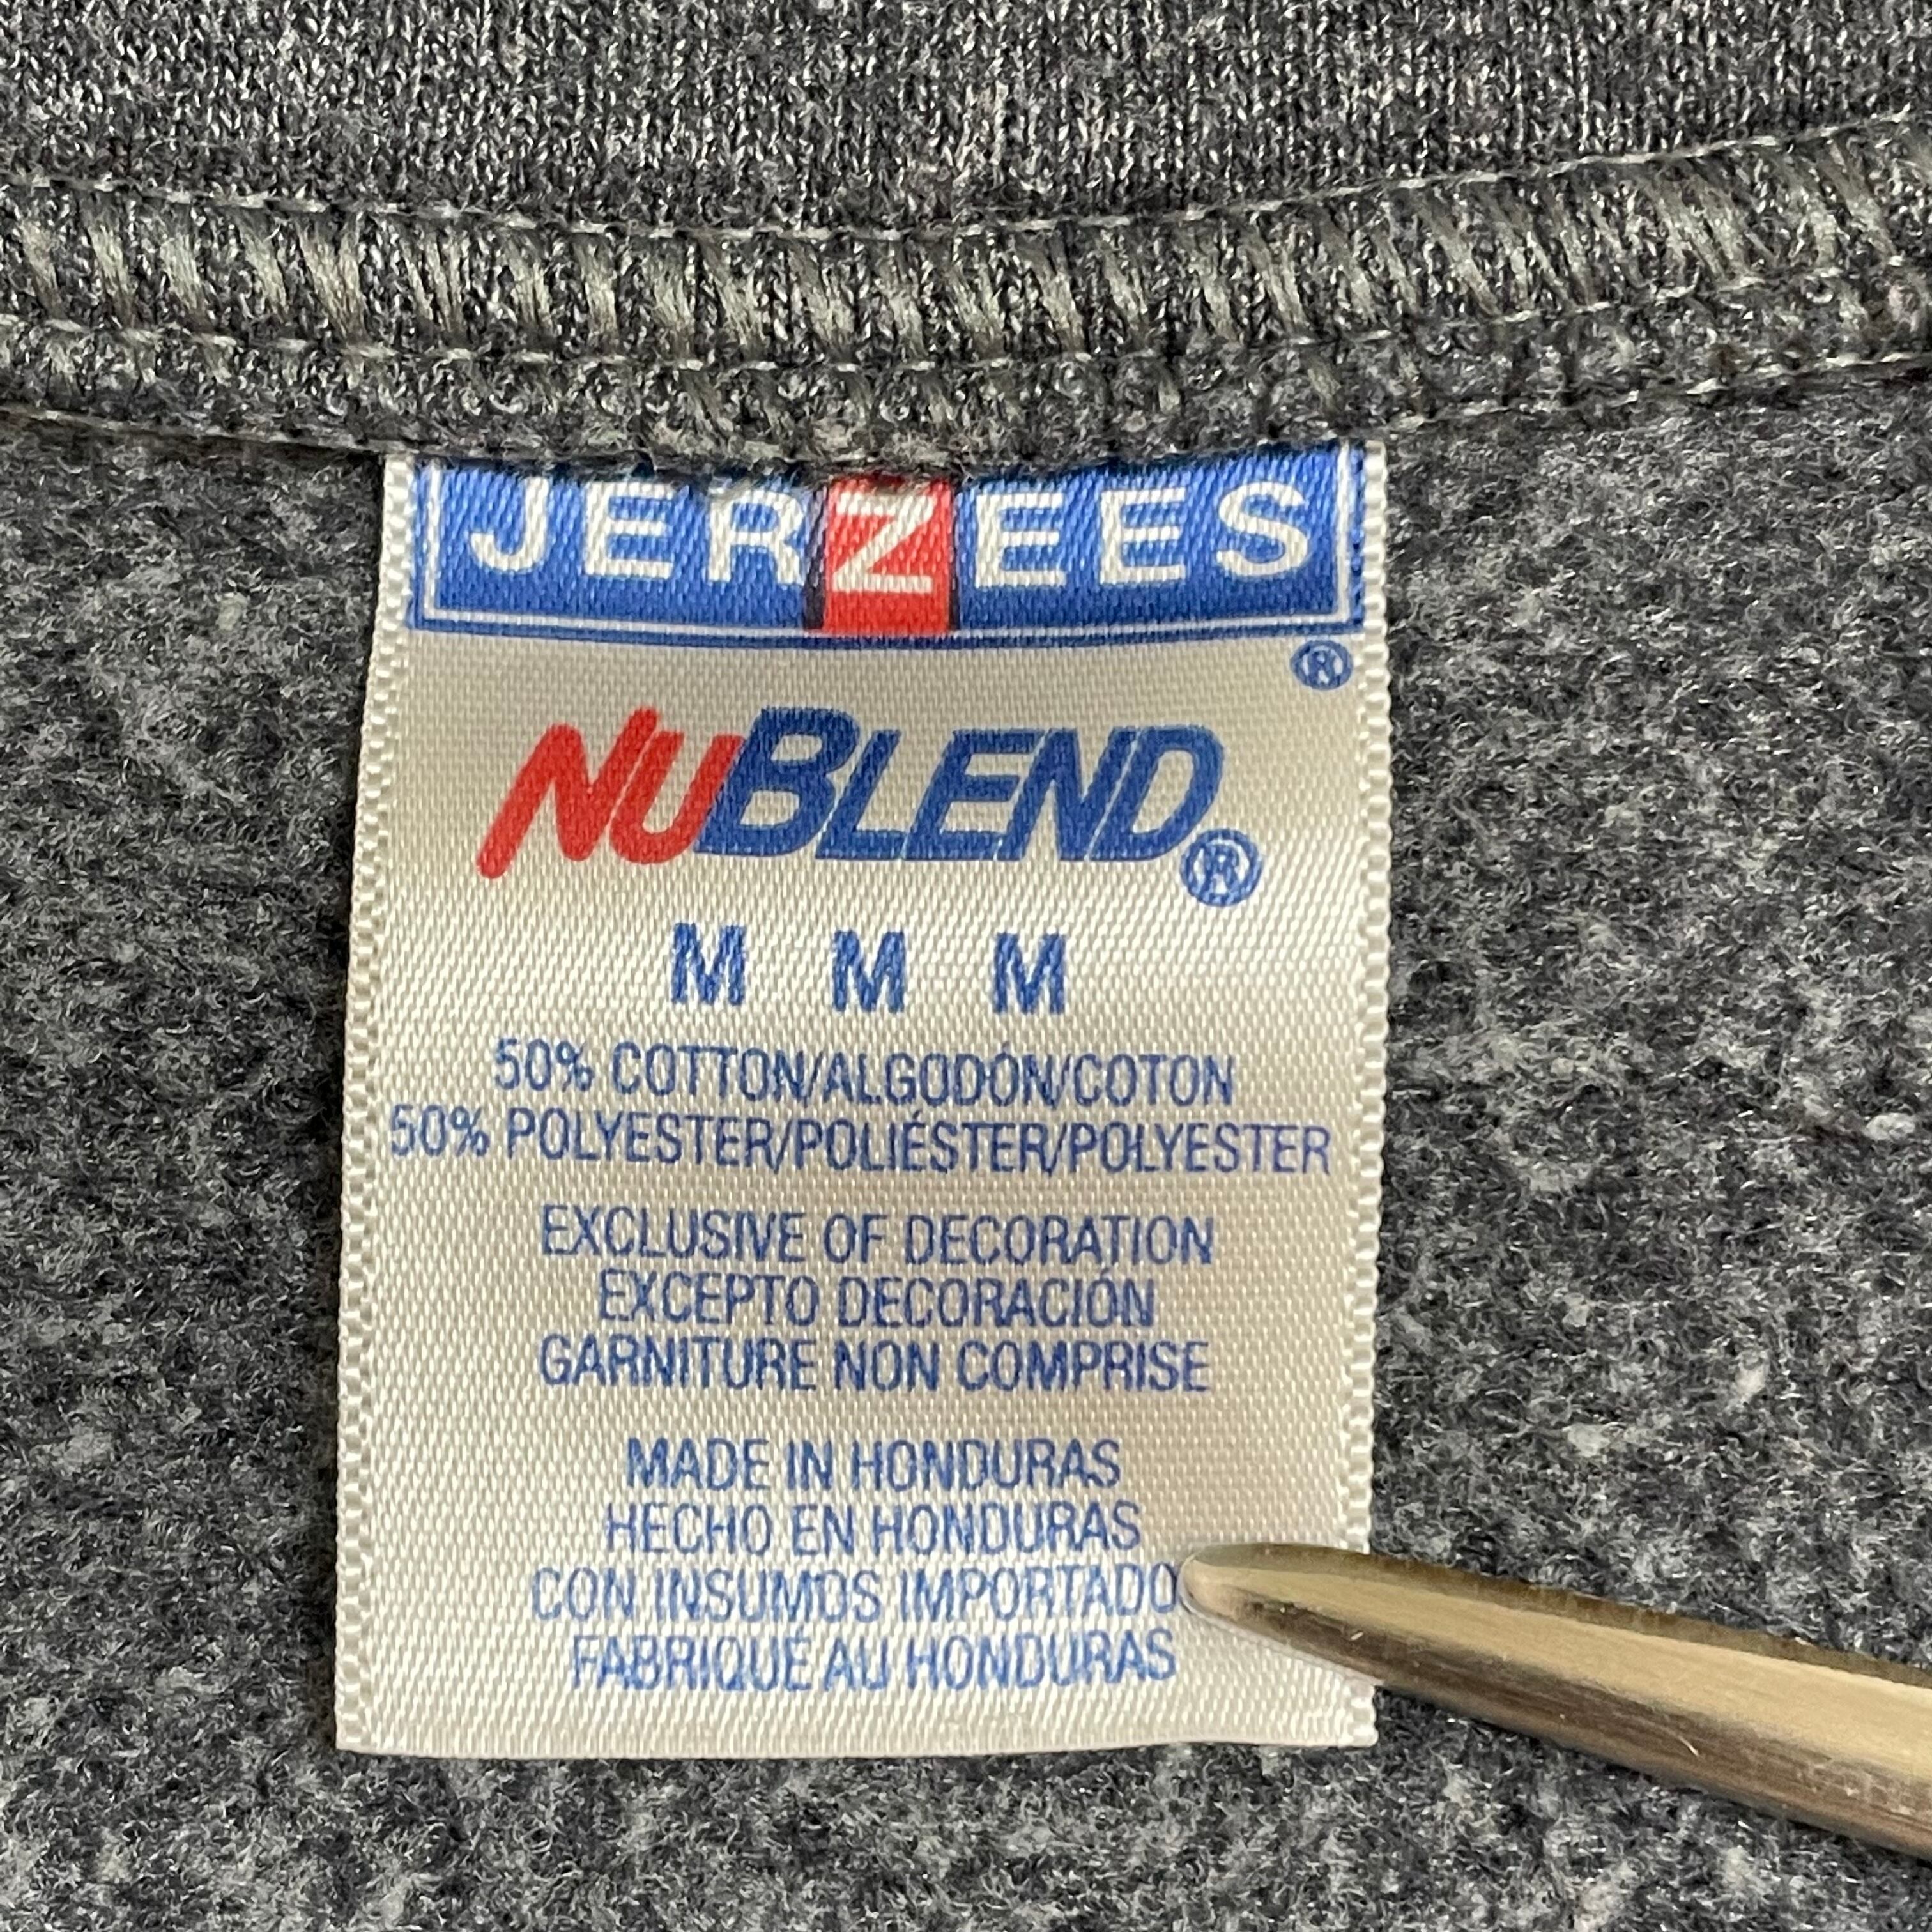 JERZEES
®
NUBLEND®
M M M
50% COTTON/ALGODÓN/COTON
50% POLYESTER/POLIÉSTER/POLYESTER
EXCLUSIVE OF DECORATION
EXCEPTO DECORACIÓN
GARNITURE NON COMPRISE
MADE IN HONDURAS
HECHO EN HONDURAS
CON INSUMOS IMPORTADO
FABRIQUÉ AU HONDURAS